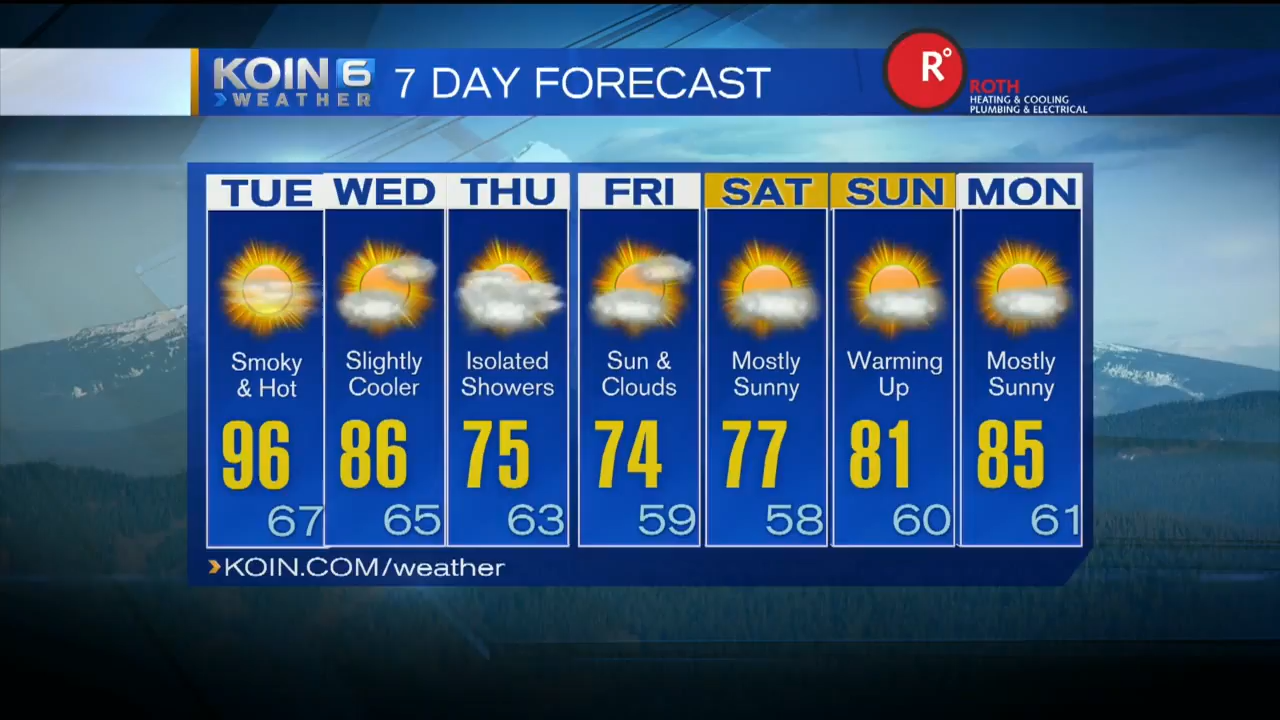 KOIN 6
WEATHER
7 DAY FORECAST
R°
ROTH
HEATING & COOLING
PLUMBING & ELECTRICAL
TUE
WED
THU
FRI
SAT
SUN
MON
Smoky
& Hot
96
67
Slightly
Cooler
86
65
Isolated
Showers
75
63
Sun &
Clouds
74
59
Mostly
Sunny
77
58
Warming
Up
81
60
Mostly
Sunny
85
61
KOIN.COM/weather